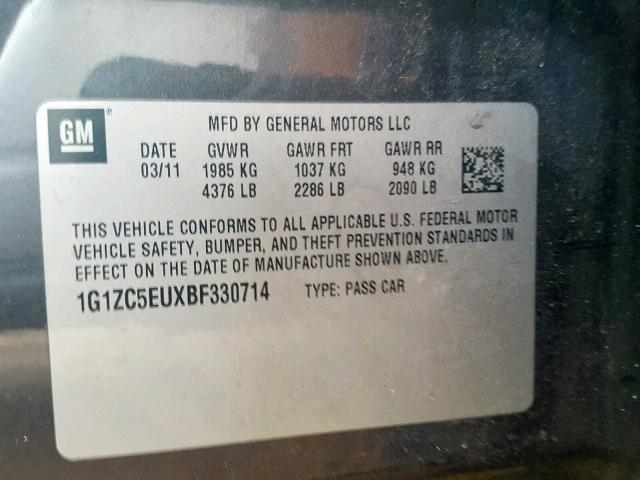 GM®
MFD BY GENERAL MOTORS LLC
DATE GVWR GAWR FRT GAWR RR
03/11 1985 KG 1037 KG 948 KG
4376 LB 2286 LB 2090 LB
THIS VEHICLE CONFORMS TO ALL APPLICABLE U.S. FEDERAL MOTOR
VEHICLE SAFETY, BUMPER, AND THEFT PREVENTION STANDARDS IN
EFFECT ON THE DATE OF MANUFACTURE SHOWN ABOVE.
1G1ZC5EUXBF330714 TYPE: PASS CAR